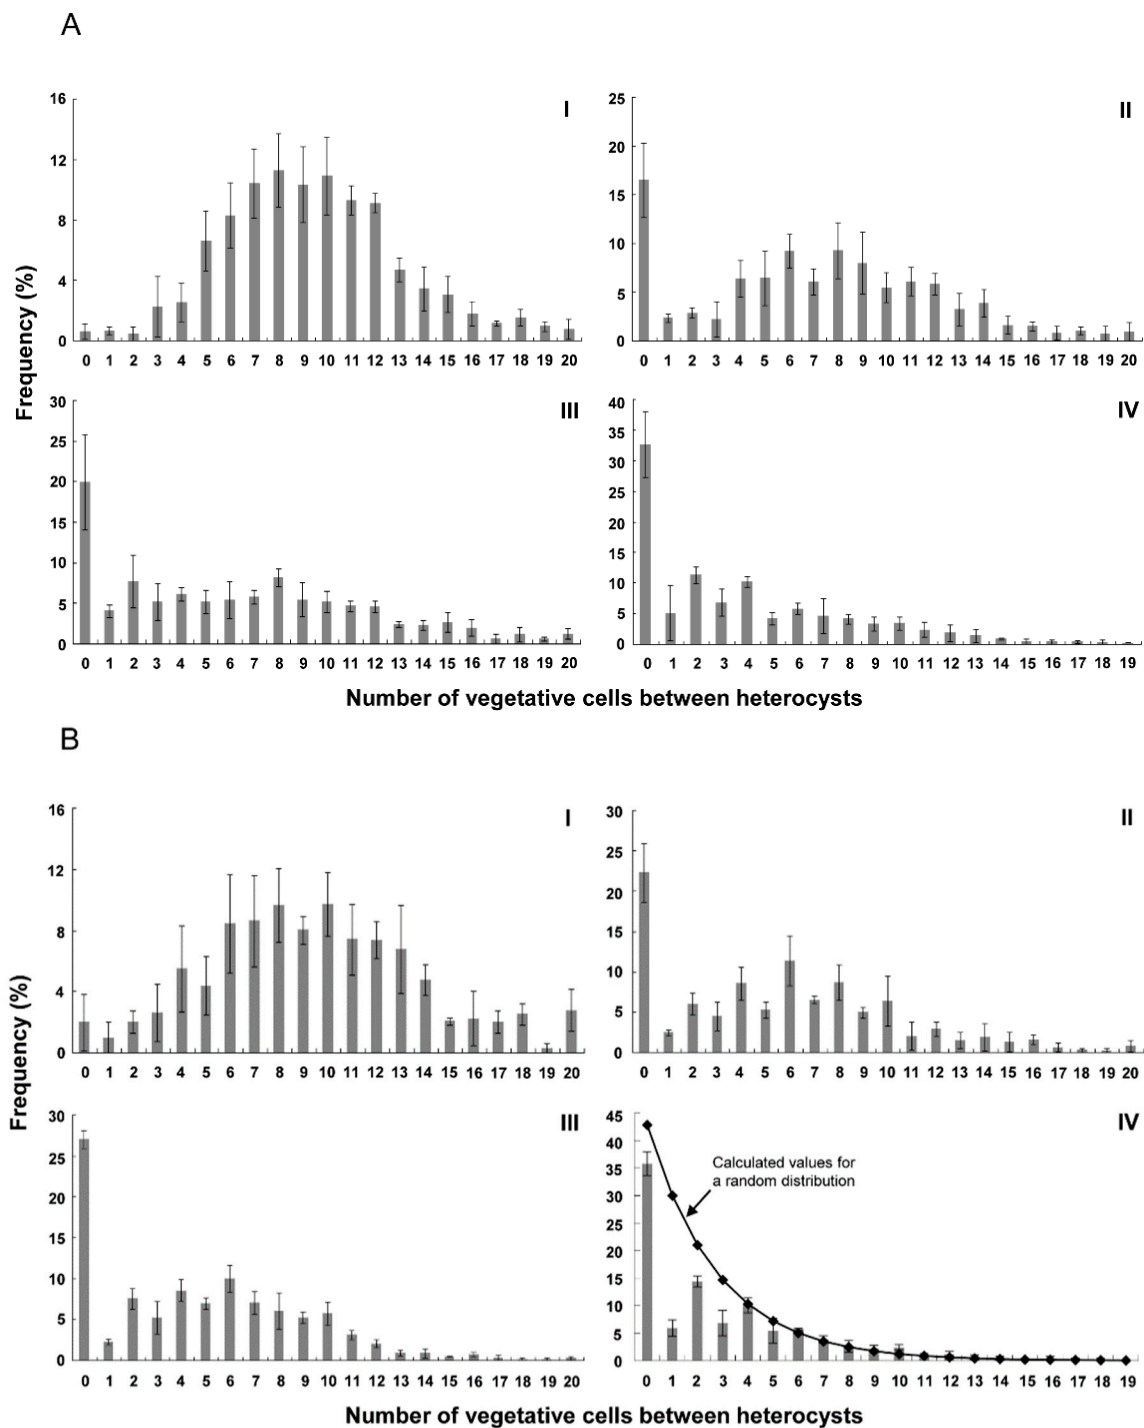 A
I
16
12
8
4
0
0 1 2 3 4 5 6 7 8 9 10 11 12 13 14 15 16 17 18 19 20
II
25
20
15
10
5
0
0 1 2 3 4 5 6 7 8 9 10 11 12 13 14 15 16 17 18 19 20
Frequency (%)
III
30
25
20
15
10
5
0
0 1 2 3 4 5 6 7 8 9 10 11 12 13 14 15 16 17 18 19 20
IV
40
35
30
25
20
15
10
5
0
0 1 2 3 4 5 6 7 8 9 10 11 12 13 14 15 16 17 18 19
Number of vegetative cells between heterocysts
B
I
16
12
8
4
0
0 1 2 3 4 5 6 7 8 9 10 11 12 13 14 15 16 17 18 19 20
II
30
25
20
15
10
5
0
0 1 2 3 4 5 6 7 8 9 10 11 12 13 14 15 16 17 18 19 20
Frequency (%)
III
30
25
20
15
10
5
0
0 1 2 3 4 5 6 7 8 9 10 11 12 13 14 15 16 17 18 19 20
IV
45
40
35
30
25
20
15
10
5
0
Calculated values for
a random distribution
0 1 2 3 4 5 6 7 8 9 10 11 12 13 14 15 16 17 18 19
Number of vegetative cells between heterocysts